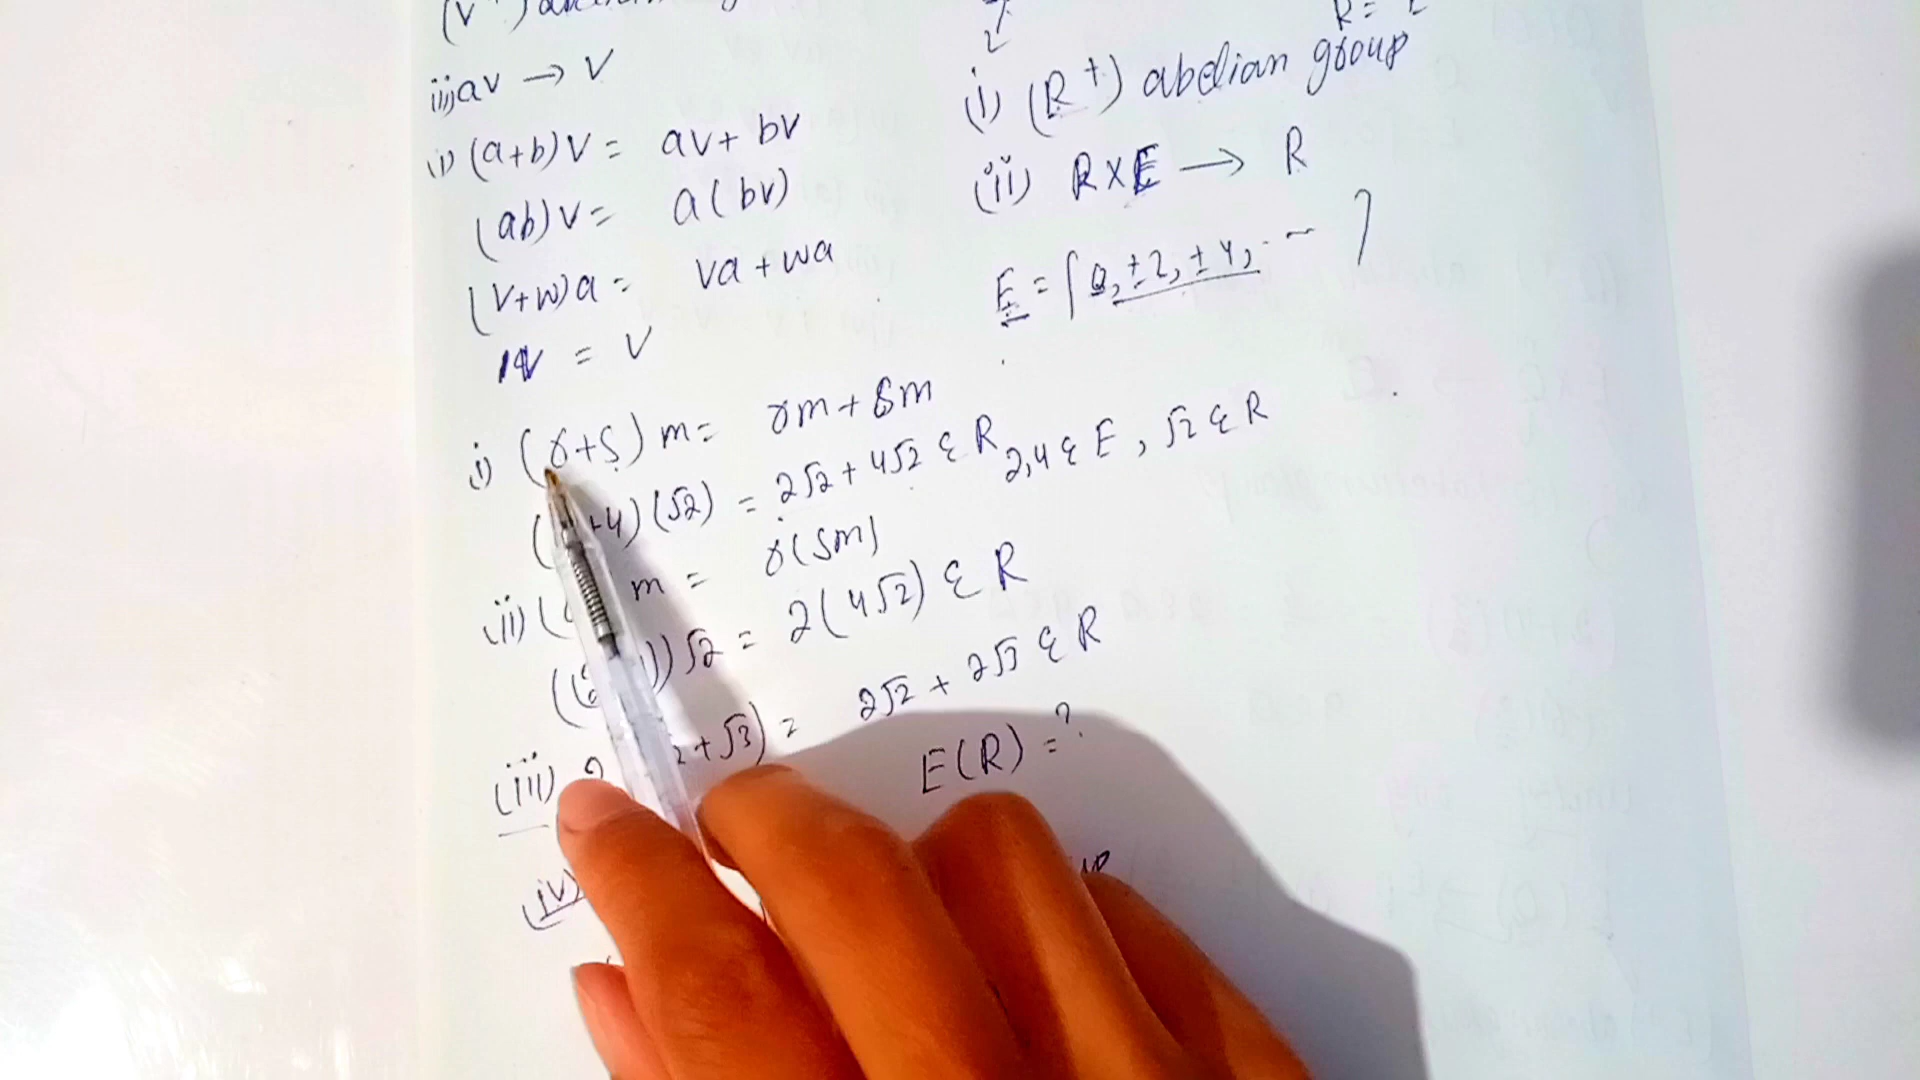 iii) av → V
(i) (a+b)v = av + bv
(ab)v = a(bv)
(v+w)a = va + wa
1v = v
R =
(i) (R +) abelian group
(ii) R×E → R
E = { 0, ±2, ±4, ... }
i) (r+s) m = rm + sm
+4)(√2) = 2√2 + 4√2 ∈ R 2,4 ∈ E, √2 ∈ R
(ii) ( m = r(sm)
(( ))√2 = 2(4√2) ∈ R
(iii) 2 +√3) = 2√2 + 2√3 ∈ R
E(R) = ?
(iv)